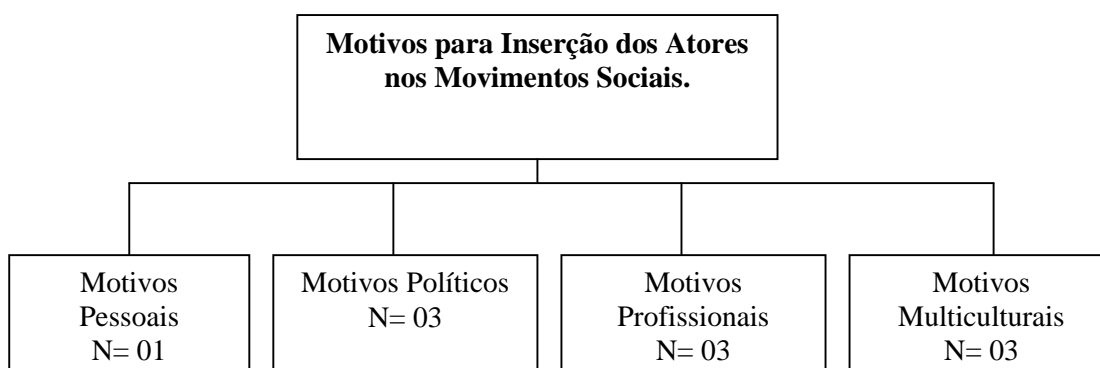 Motivos para Inserção dos Atores
nos Movimentos Sociais.
Motivos
Pessoais
N= 01
Motivos Políticos
N= 03
Motivos
Profissionais
N= 03
Motivos
Multiculturais
N= 03